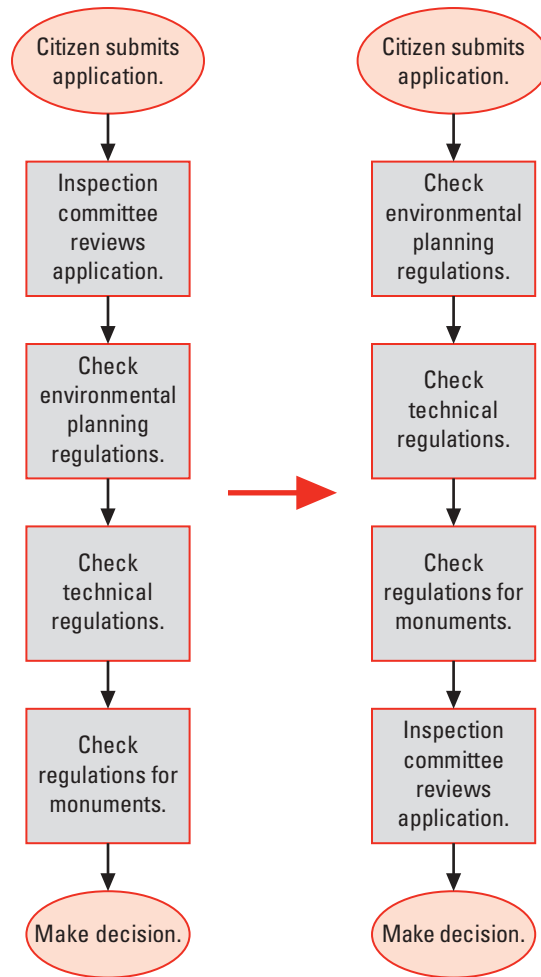 Citizen submits
application.
Inspection
committee
reviews
application.
Check
environmental
planning
regulations.
Check
technical
regulations.
Check
regulations for
monuments.
Make decision.
Citizen submits
application.
Check
environmental
planning
regulations.
Check
technical
regulations.
Check
regulations for
monuments.
Inspection
committee
reviews
application.
Make decision.